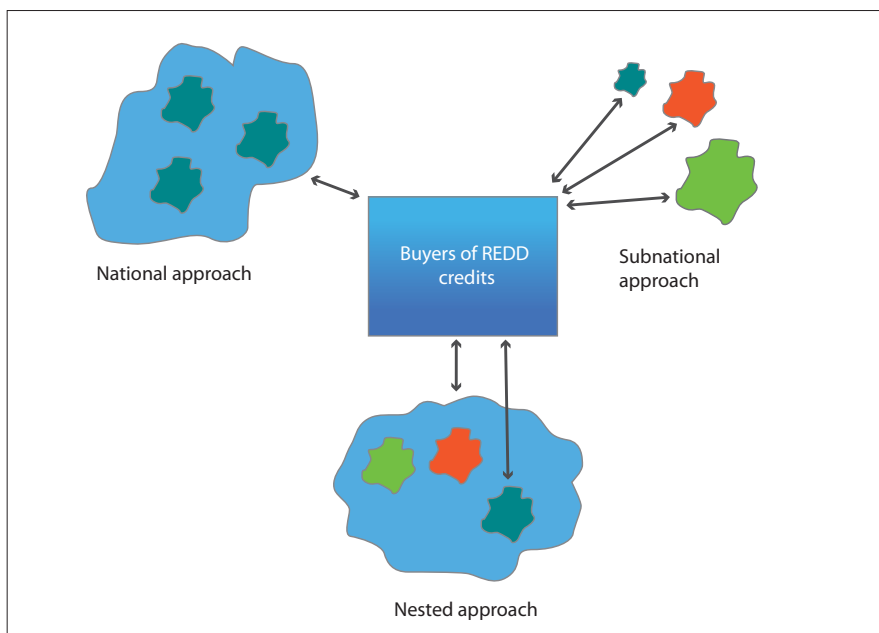 National approach
Buyers of REDD
credits
Subnational
approach
Nested approach